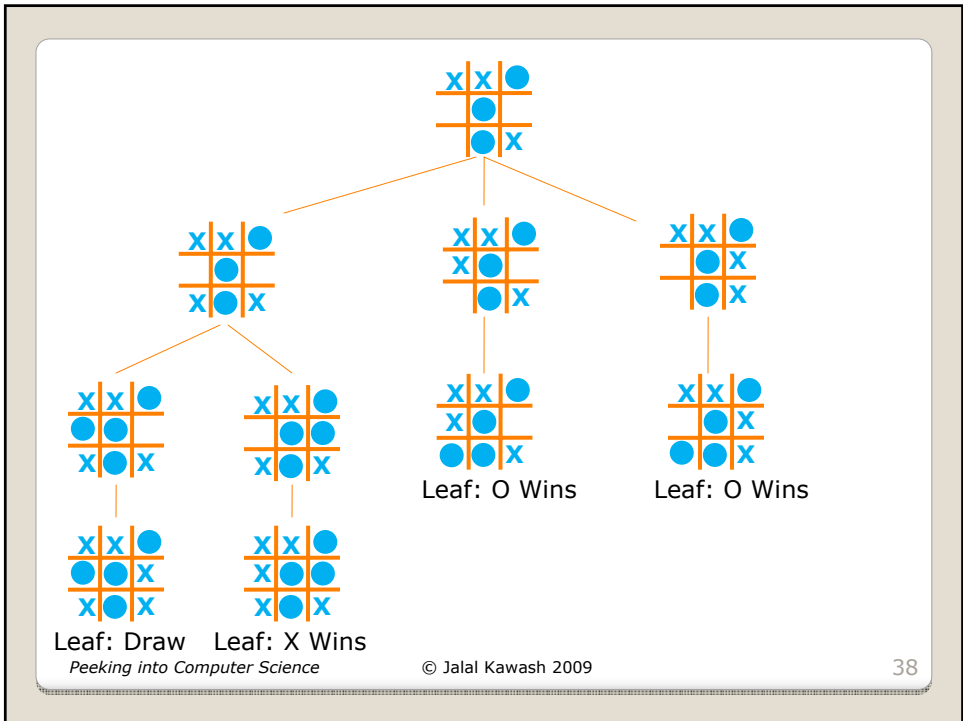 X X
X
X X
X X
X X
X
X
X X
X
X
X X
X X
X X
X X
X X
X
X
Leaf: O Wins
X X
X
X
Leaf: O Wins
X X
X
X X
Leaf: Draw
X X
X
X X
Leaf: X Wins
Peeking into Computer Science
© Jalal Kawash 2009
38